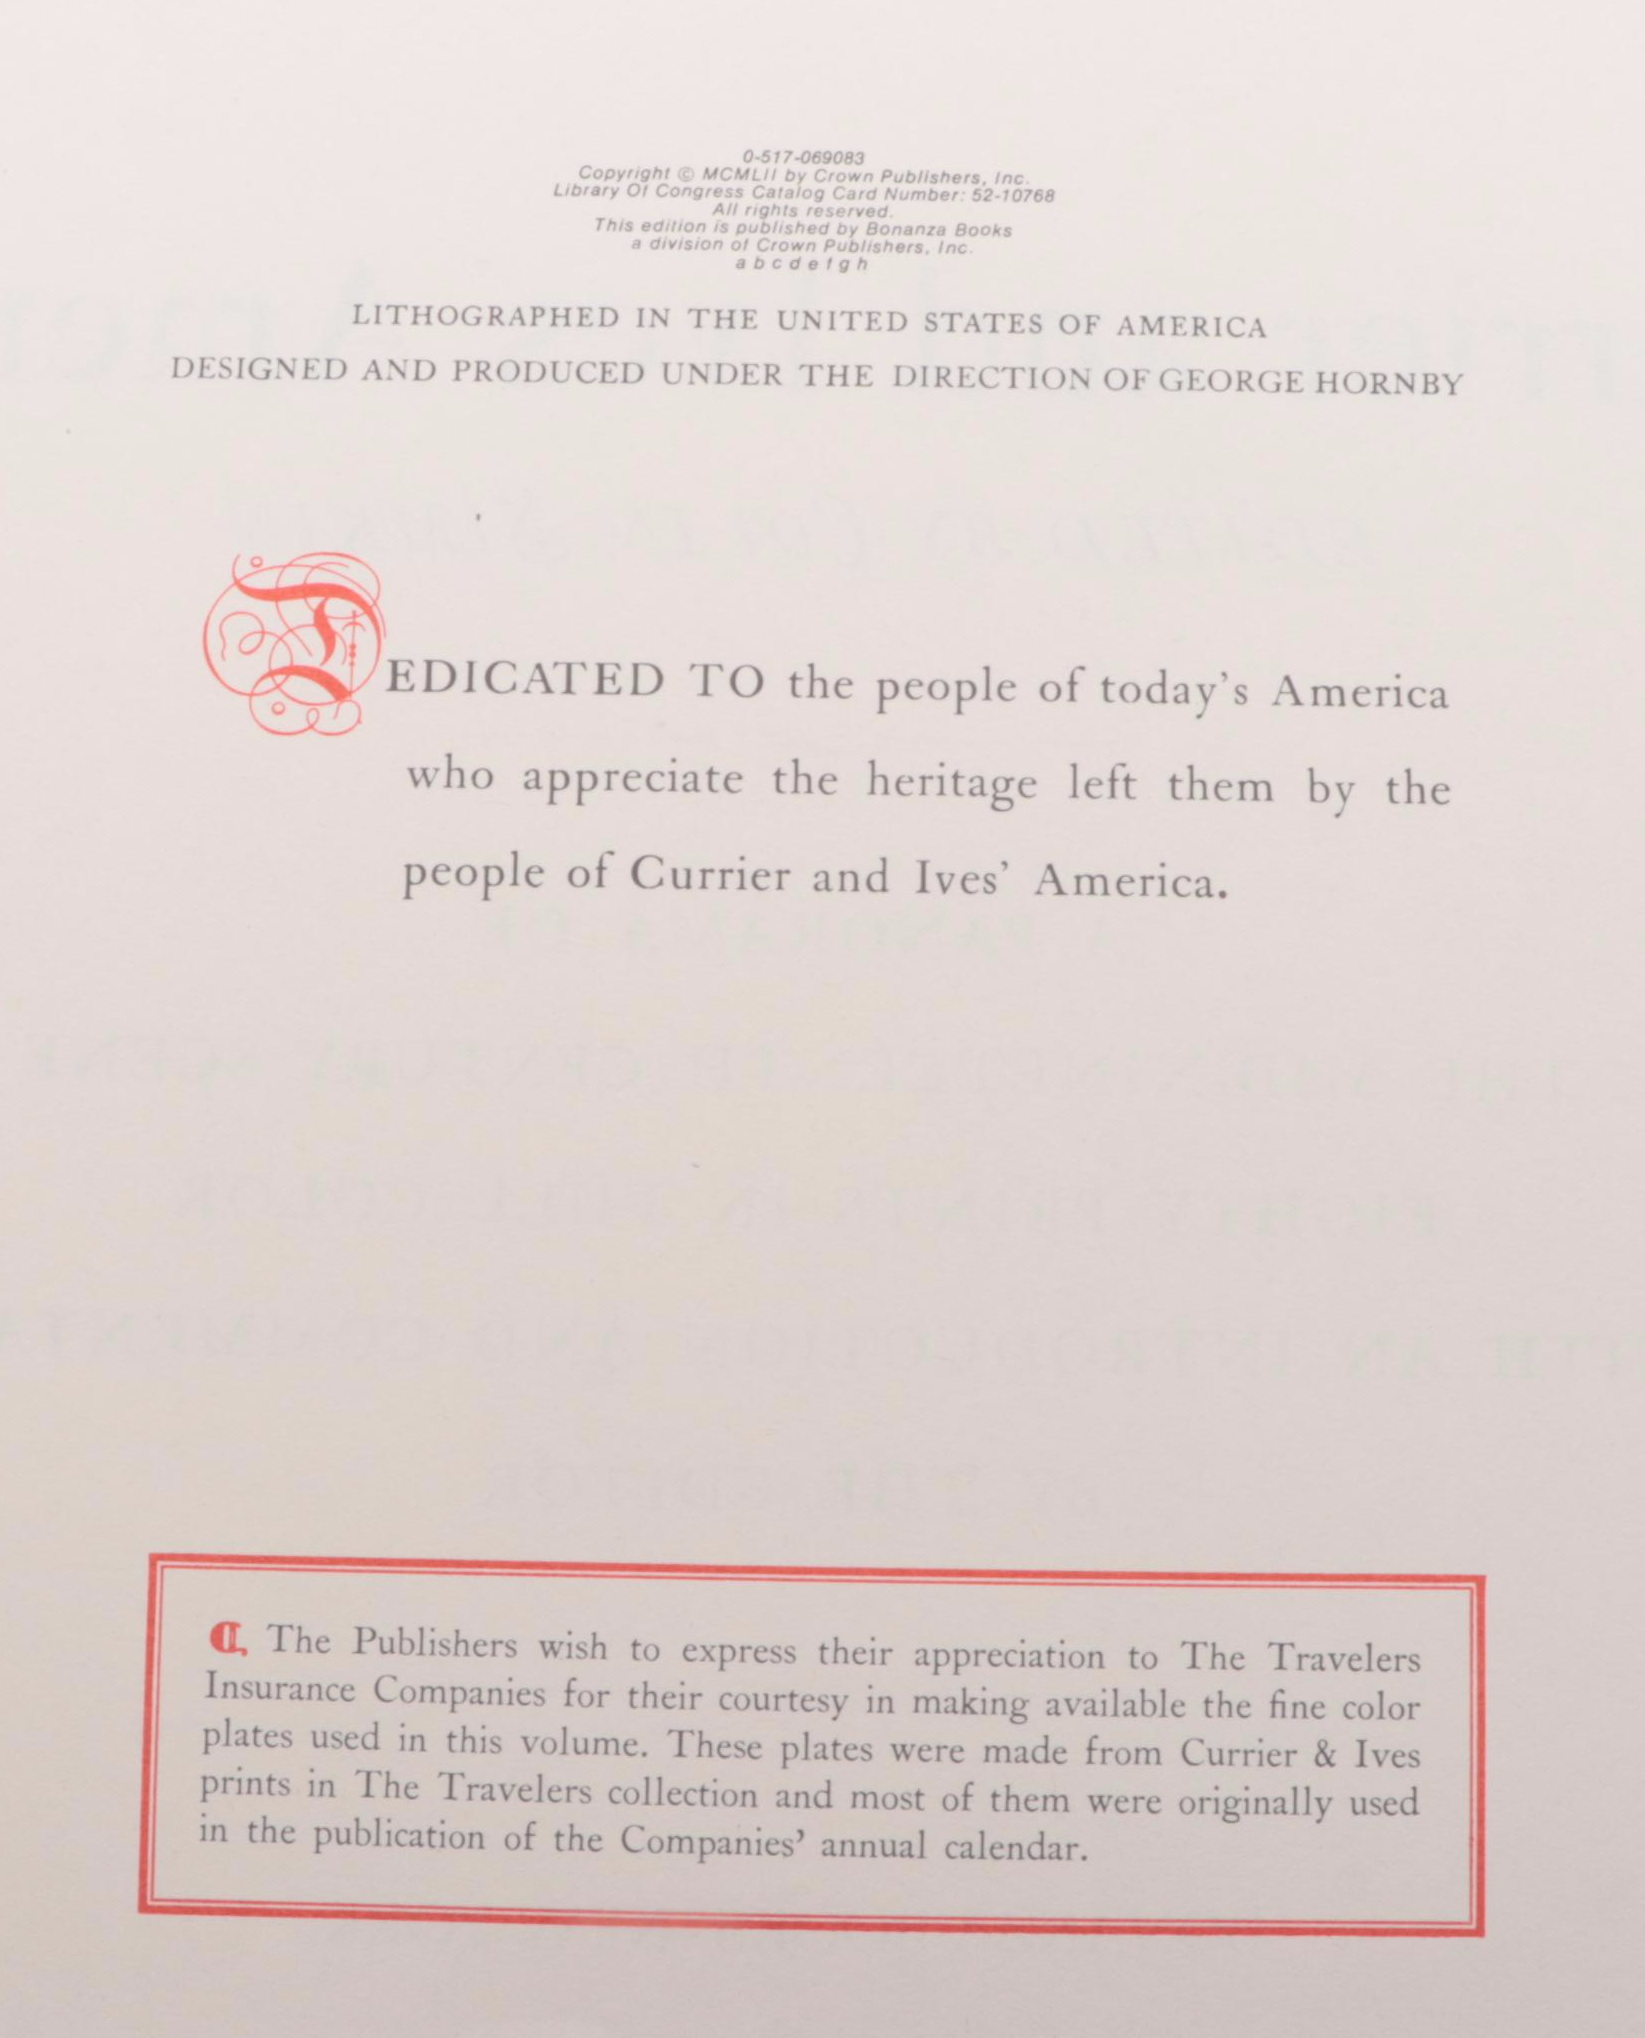 0-517-069083
Copyright © MCMLII by Crown Publishers, Inc.
Library Of Congress Catalog Card Number: 52-10768
All rights reserved.
This edition is published by Bonanza Books
a division of Crown Publishers, Inc.
a b c d e f g h
LITHOGRAPHED IN THE UNITED STATES OF AMERICA
DESIGNED AND PRODUCED UNDER THE DIRECTION OF GEORGE HORNBY
DEDICATED TO the people of today's America
who appreciate the heritage left them by the
people of Currier and Ives' America.
The Publishers wish to express their appreciation to The Travelers
Insurance Companies for their courtesy in making available the fine color
plates used in this volume. These plates were made from Currier & Ives
prints in The Travelers collection and most of them were originally used
in the publication of the Companies' annual calendar.